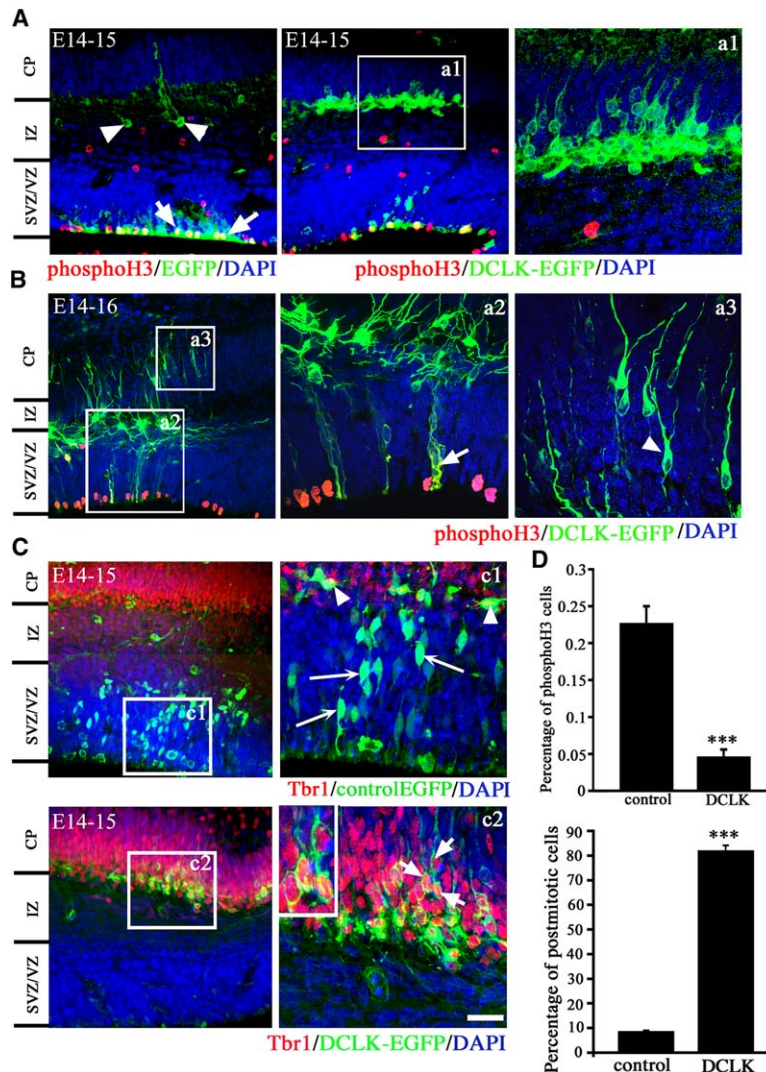 A
E14-15
E14-15
a1
a1
CP
IZ
SVZ/VZ
phosphoH3/EGFP/DAPI
phosphoH3/DCLK-EGFP/DAPI
B
E14-16
a3
a2
a2
a3
CP
IZ
SVZ/VZ
phosphoH3/DCLK-EGFP/DAPI
C
E14-15
c1
c1
CP
IZ
SVZ/VZ
Tbr1/controlEGFP/DAPI
E14-15
c2
c2
CP
IZ
SVZ/VZ
Tbr1/DCLK-EGFP/DAPI
D
Percentage of phosphoH3 cells
0.3
0.25
0.2
0.15
0.1
0.05
0
***
control
DCLK
Percentage of postmitotic cells
90
80
70
60
50
40
30
20
10
0
***
control
DCLK